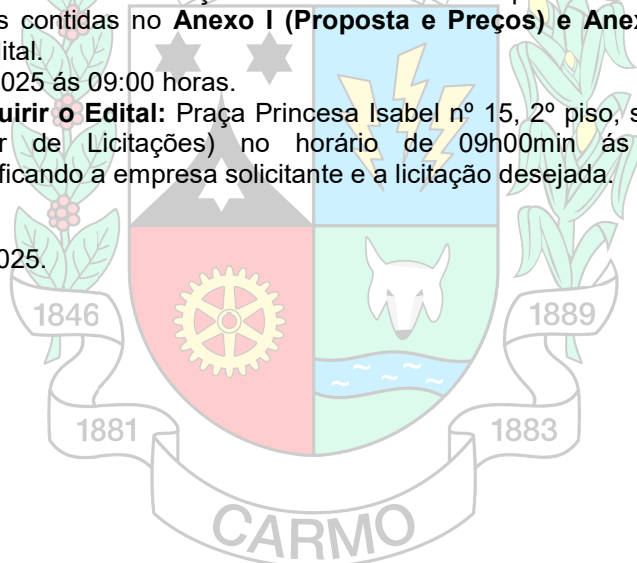 s contidas no Anexo I (Proposta e Preços) e Anex
ital.
025 ás 09:00 horas.
uirir o Edital: Praça Princesa Isabel nº 15, 2º piso, s
r de Licitações) no horário de 09h00min ás
ficando a empresa solicitante e a licitação desejada.
025.
1846
1889
1881
1883
CARMO